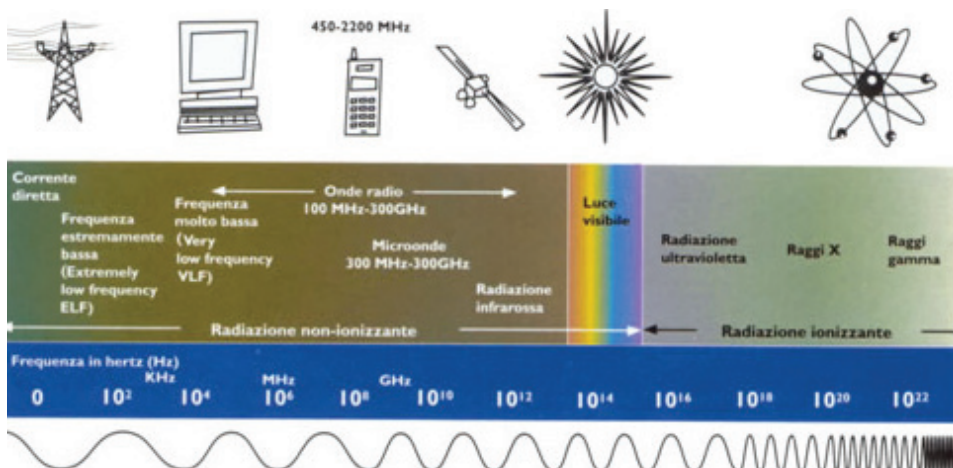 450-2200 MHz
Corrente
diretta
Frequenza
estremamente
bassa
(Extremely
low frequency
ELF)
Frequenza
molto bassa
(Very
low frequency
VLF)
Onde radio
100 MHz-300GHz
Microonde
300 MHz-300GHz
Radiazione
infrarossa
Luce
visibile
Radiazione
ultravioletta
Raggi X
Raggi
gamma
Radiazione non-ionizzante
Radiazione ionizzante
Frequenza in hertz (Hz)
KHz MHz GHz
0 10² 10⁴ 10⁶ 10⁸ 10¹⁰ 10¹² 10¹⁴ 10¹⁶ 10¹⁸ 10²⁰ 10²²